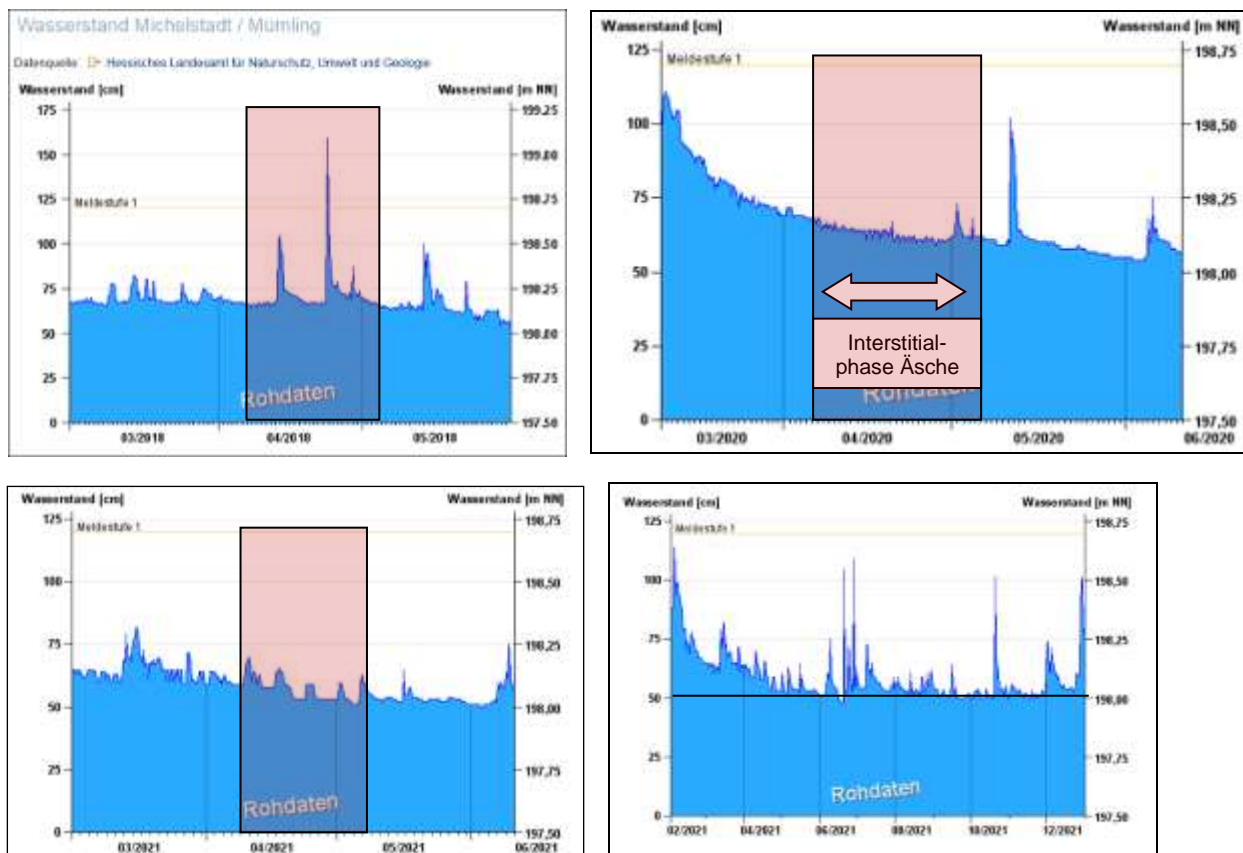 Wasserstand Michelstadt / Mümling
Datenquelle: Hessisches Landesamt für Naturschutz, Umwelt und Geologie
Wasserstand [cm] Wasserstand [m NN]
175 199.25
150 199.00
125 198.75
Meldestufe 1
100 198.50
75 198.25
50 198.00
25 197.75
0 197.50
Rohdaten
03/2018 04/2018 05/2018
Wasserstand [cm] Wasserstand [m NN]
125 198,75
Meldestufe 1
100 198,50
75 198,25
50 198,00
Interstitial-
phase Äsche
25 197,75
Rohdaten
0 197,50
03/2020 04/2020 05/2020 06/2020
Wasserstand [cm] Wasserstand [m NN]
125 198,75
Meldestufe 1
100 198,50
75 198,25
50 198,00
25 197,75
Rohdaten
0 197,50
03/2021 04/2021 05/2021 06/2021
Wasserstand [cm] Wasserstand [m NN]
125 198,75
Meldestufe 1
100 198,50
75 198,25
50 198,00
25 197,75
Rohdaten
0 197,50
02/2021 04/2021 06/2021 08/2021 10/2021 12/2021